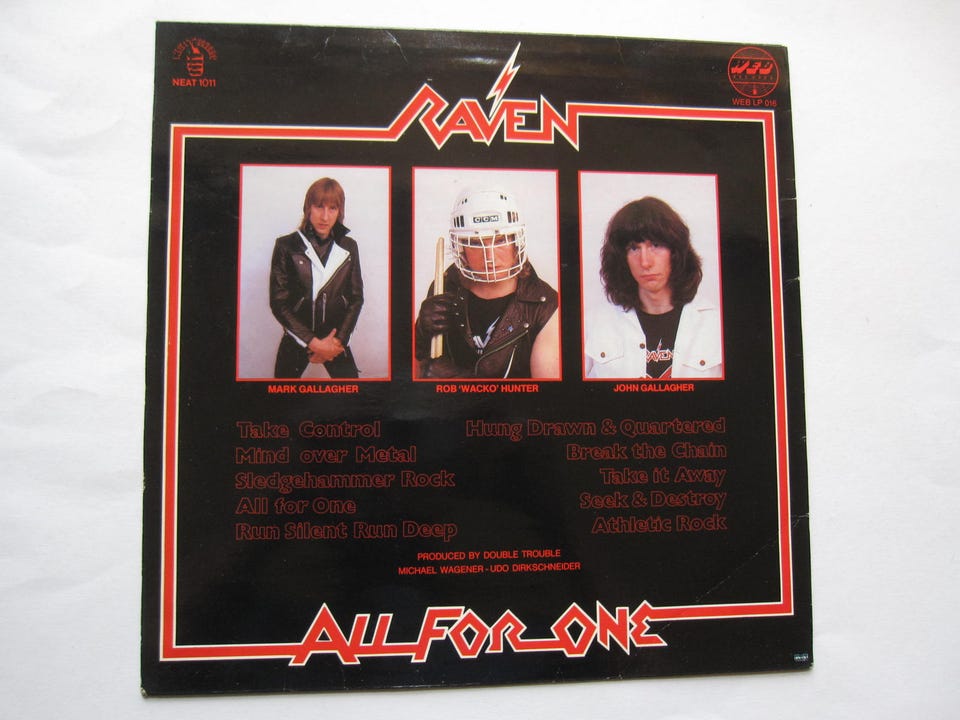 NEAT 1011
RAVEN
WEB LP 016
CCM
RAVEN
MARK GALLAGHER
ROB 'WACKO' HUNTER
JOHN GALLAGHER
Take Control
Mind over Metal
Sledgehammer Rock
All for One
Run Silent Run Deep
Hung Drawn & Quartered
Break the Chain
Take it Away
Seek & Destroy
Athletic Rock
PRODUCED BY DOUBLE TROUBLE
MICHAEL WAGENER - UDO DIRKSCHNEIDER
ALL FOR ONE